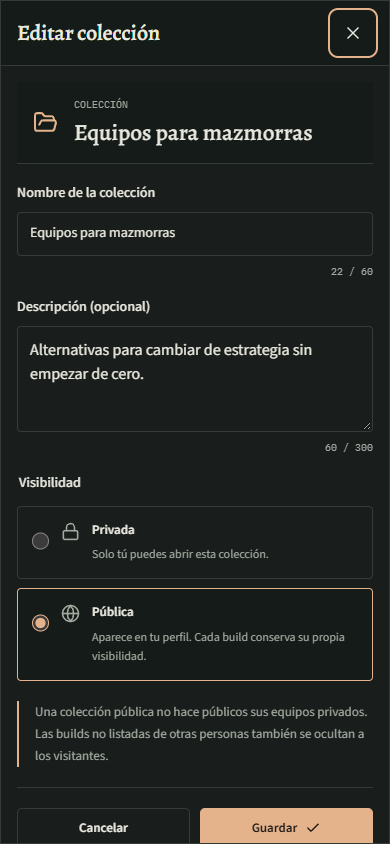 Editar colección
COLECCIÓN
Equipos para mazmorras
Nombre de la colección
Equipos para mazmorras
22 / 60
Descripción (opcional)
Alternativas para cambiar de estrategia sin
empezar de cero.
60 / 300
Visibilidad
Privada
Solo tú puedes abrir esta colección.
Pública
Aparece en tu perfil. Cada build conserva su propia
visibilidad.
Una colección pública no hace públicos sus equipos privados.
Las builds no listadas de otras personas también se ocultan a
los visitantes.
Cancelar
Guardar